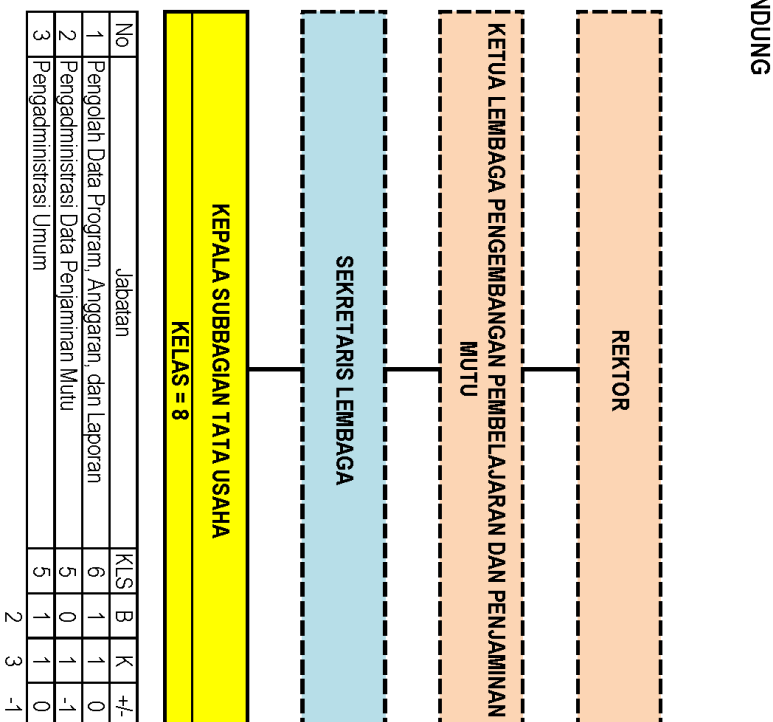 NDUNG
REKTOR
KETUA LEMBAGA PENGEMBANGAN PEMBELAJARAN DAN PENJAMINAN
MUTU
SEKRETARIS LEMBAGA
KEPALA SUBBAGIAN TATA USAHA
KELAS = 8
No Jabatan KLS B K +/-
1 Pengolah Data Program, Anggaran, dan Laporan 6 1 1 0
2 Pengadministrasi Data Penjaminan Mutu 5 0 1 -1
3 Pengadministrasi Umum 5 1 1 0
2 3 -1